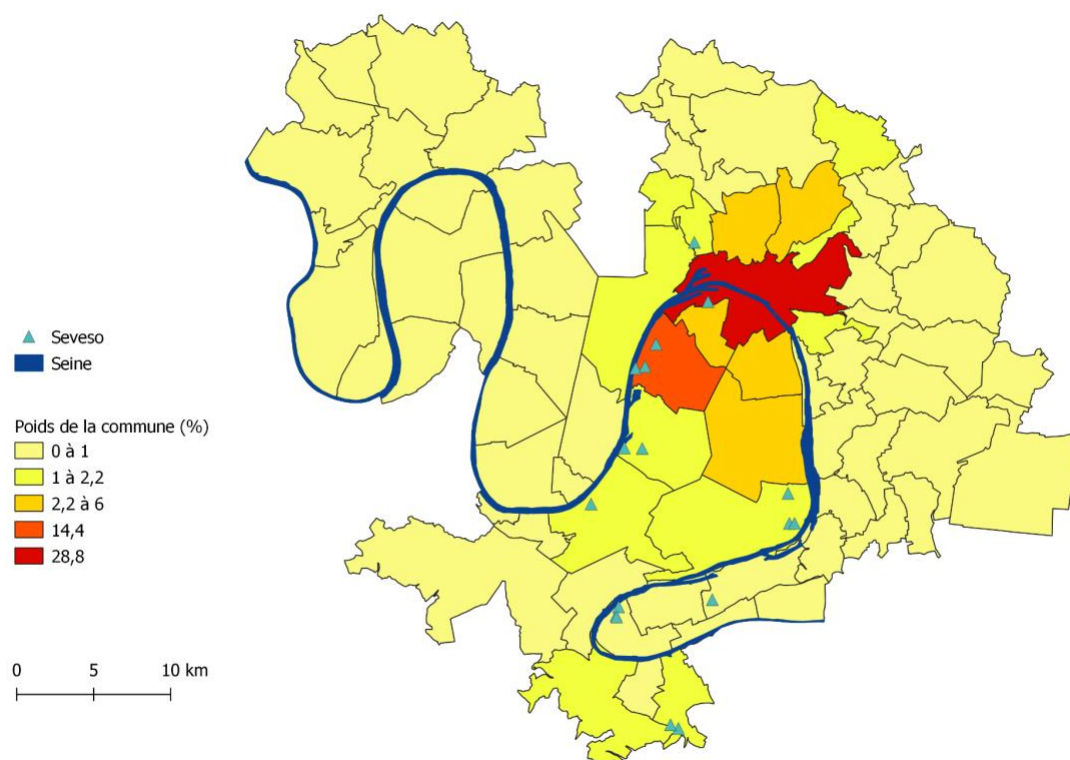 Seveso
Seine
Poids de la commune (%)
0 à 1
1 à 2,2
2,2 à 6
14,4
28,8
0 5 10 km